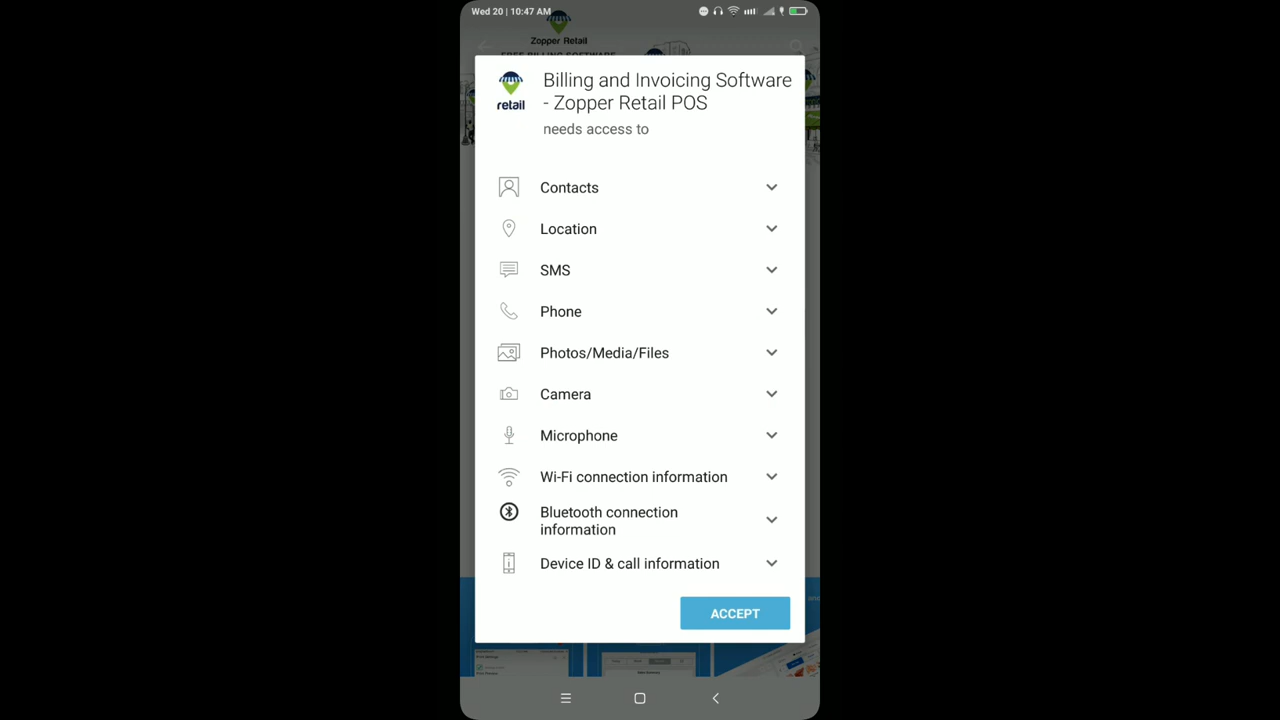 Wed 20 | 10:47 AM
Zopper Retail
FREE BILLING SOFTWARE
retail
Billing and Invoicing Software
- Zopper Retail POS
needs access to
Contacts
Location
SMS
Phone
Photos/Media/Files
Camera
Microphone
Wi-Fi connection information
Bluetooth connection
information
Device ID & call information
ACCEPT